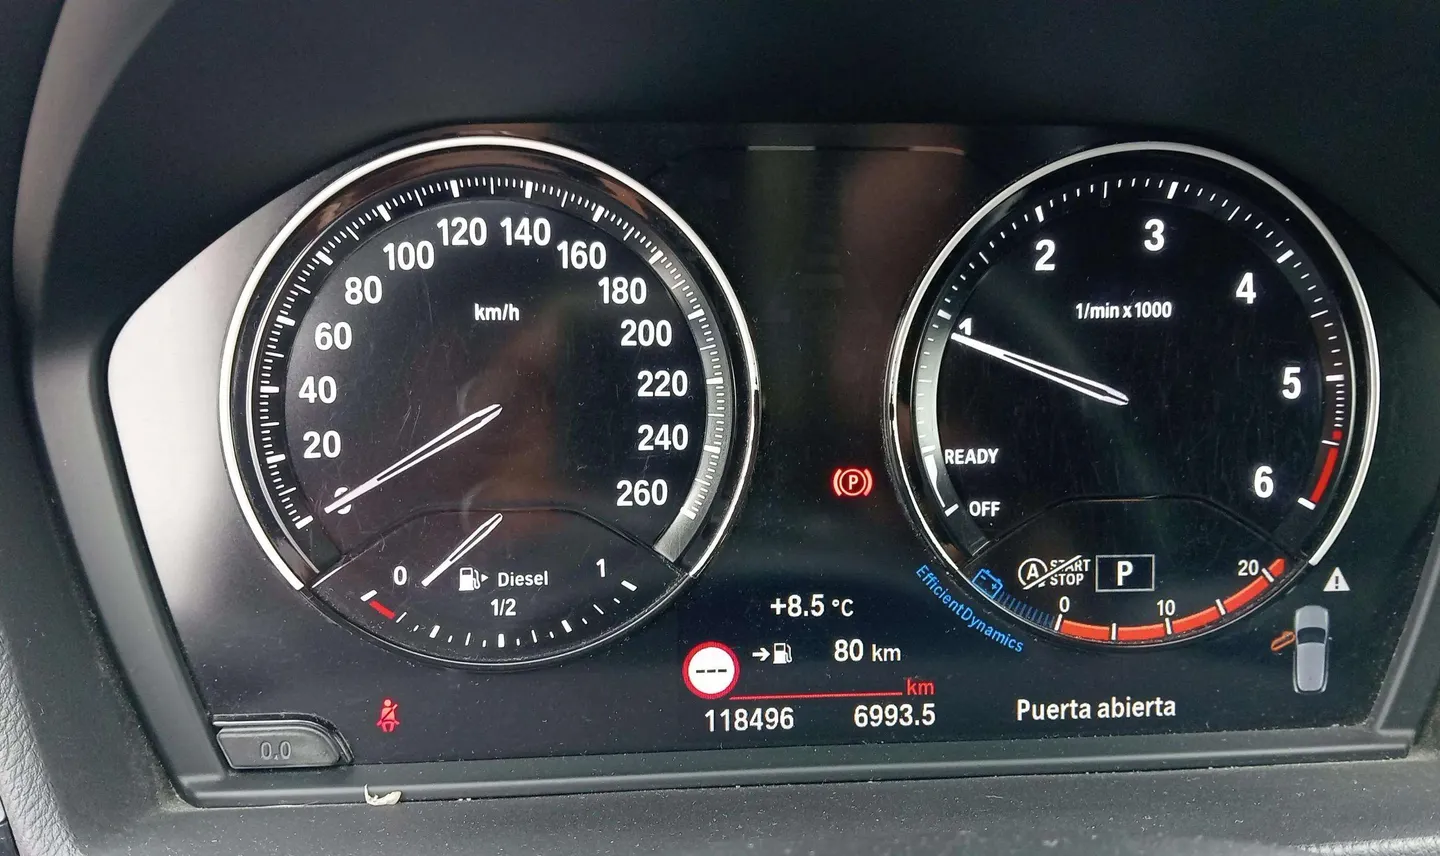 120 140
100 160
80 180
60 200
40 220
20 240
0 260
km/h
0 Diesel 1
1/2
3
2 4
1 5
6
1/min x 1000
READY
OFF
A START
STOP
P
0 10 20
EfficientDynamics
P
+8.5 °C
80 km
---
km
118496 6993.5
Puerta abierta
0.0